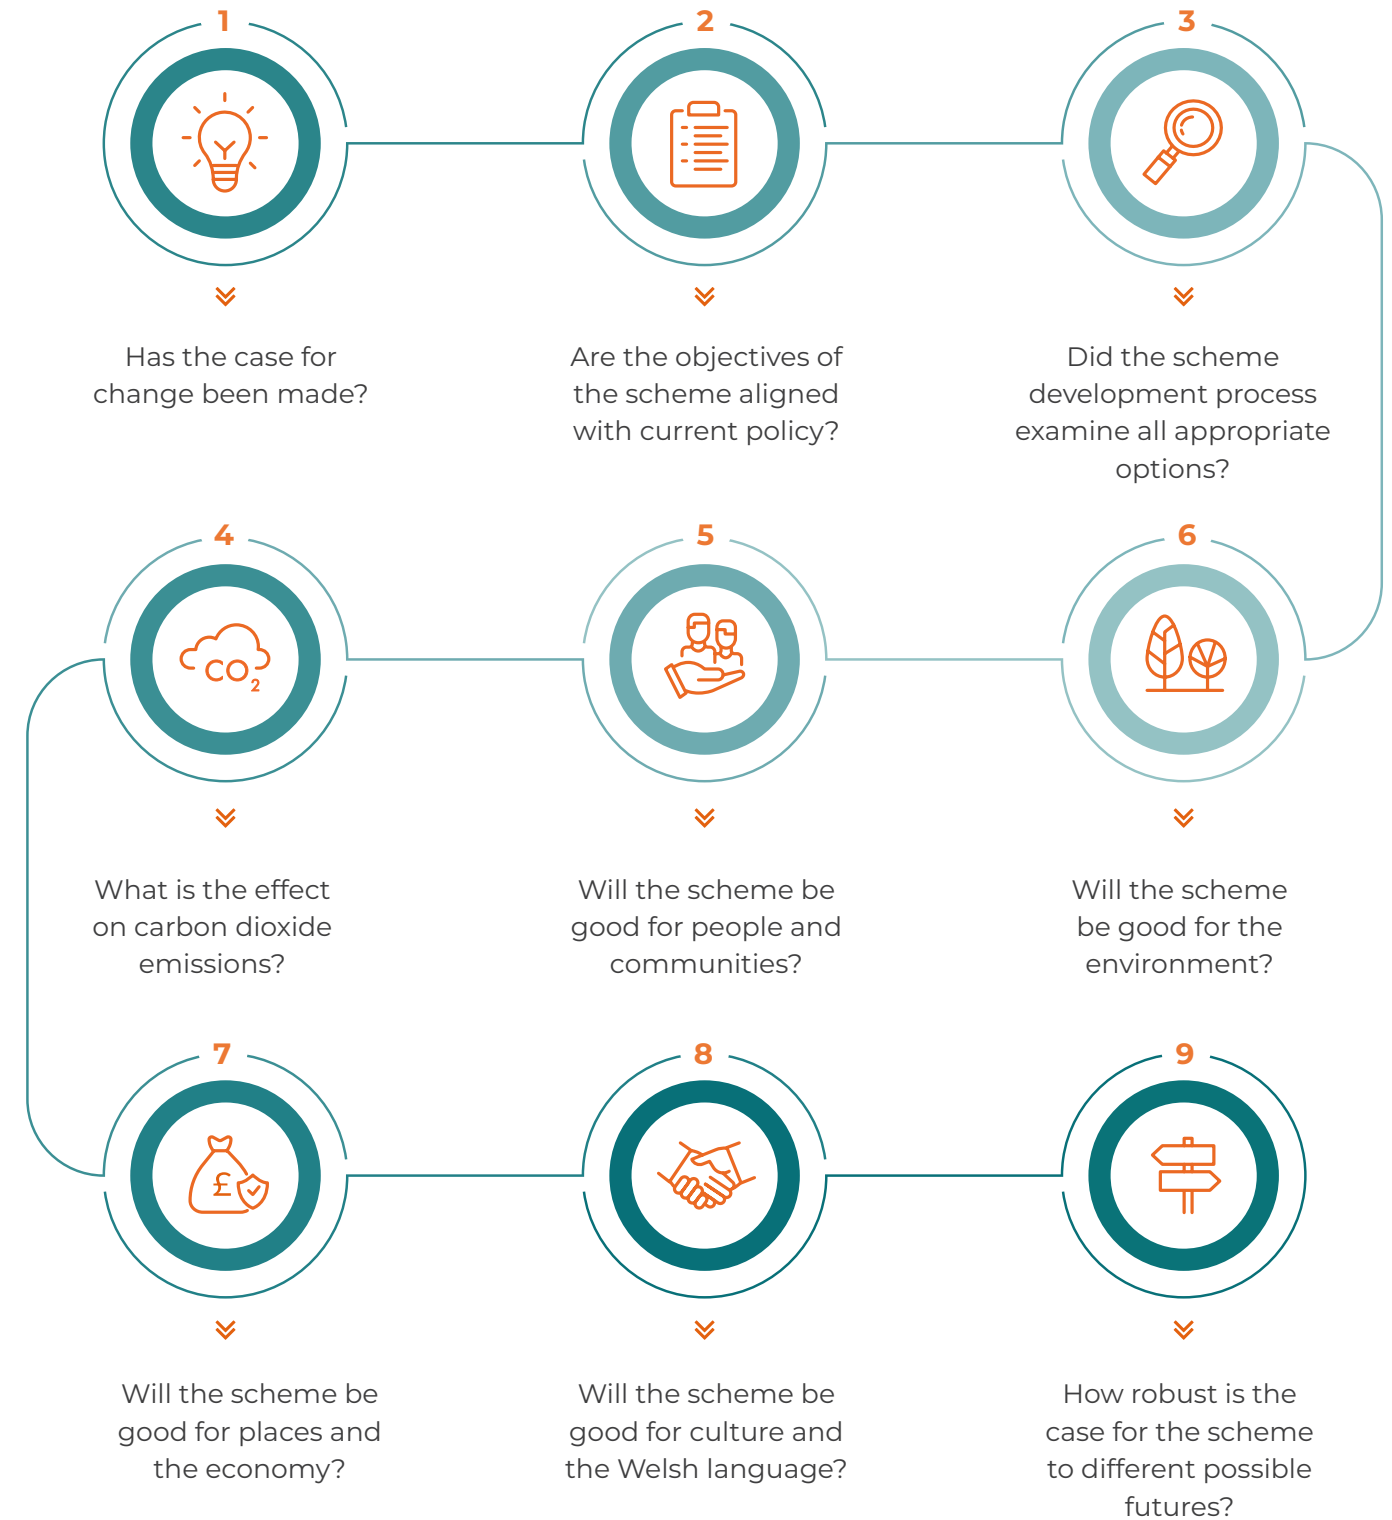 1
Has the case for
change been made?
2
Are the objectives of
the scheme aligned
with current policy?
3
Did the scheme
development process
examine all appropriate
options?
4
CO2
What is the effect
on carbon dioxide
emissions?
5
Will the scheme be
good for people and
communities?
6
Will the scheme
be good for the
environment?
7
£
Will the scheme be
good for places and
the economy?
8
Will the scheme be
good for culture and
the Welsh language?
9
How robust is the
case for the scheme
to different possible
futures?